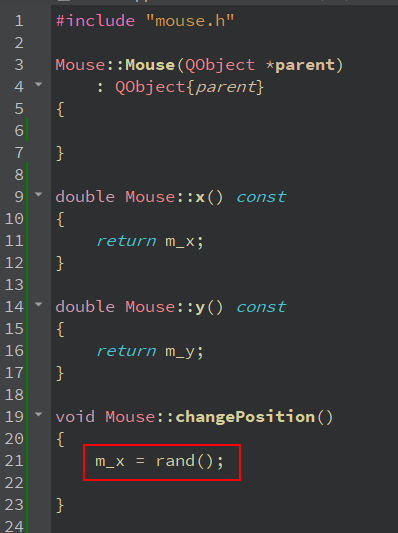 1 #include "mouse.h"
2
3 Mouse::Mouse(QObject *parent)
4 : QObject{parent}
5 {
6
7 }
8
9 double Mouse::x() const
10 {
11 return m_x;
12 }
13
14 double Mouse::y() const
15 {
16 return m_y;
17 }
18
19 void Mouse::changePosition()
20 {
21 m_x = rand();
22
23 }
24